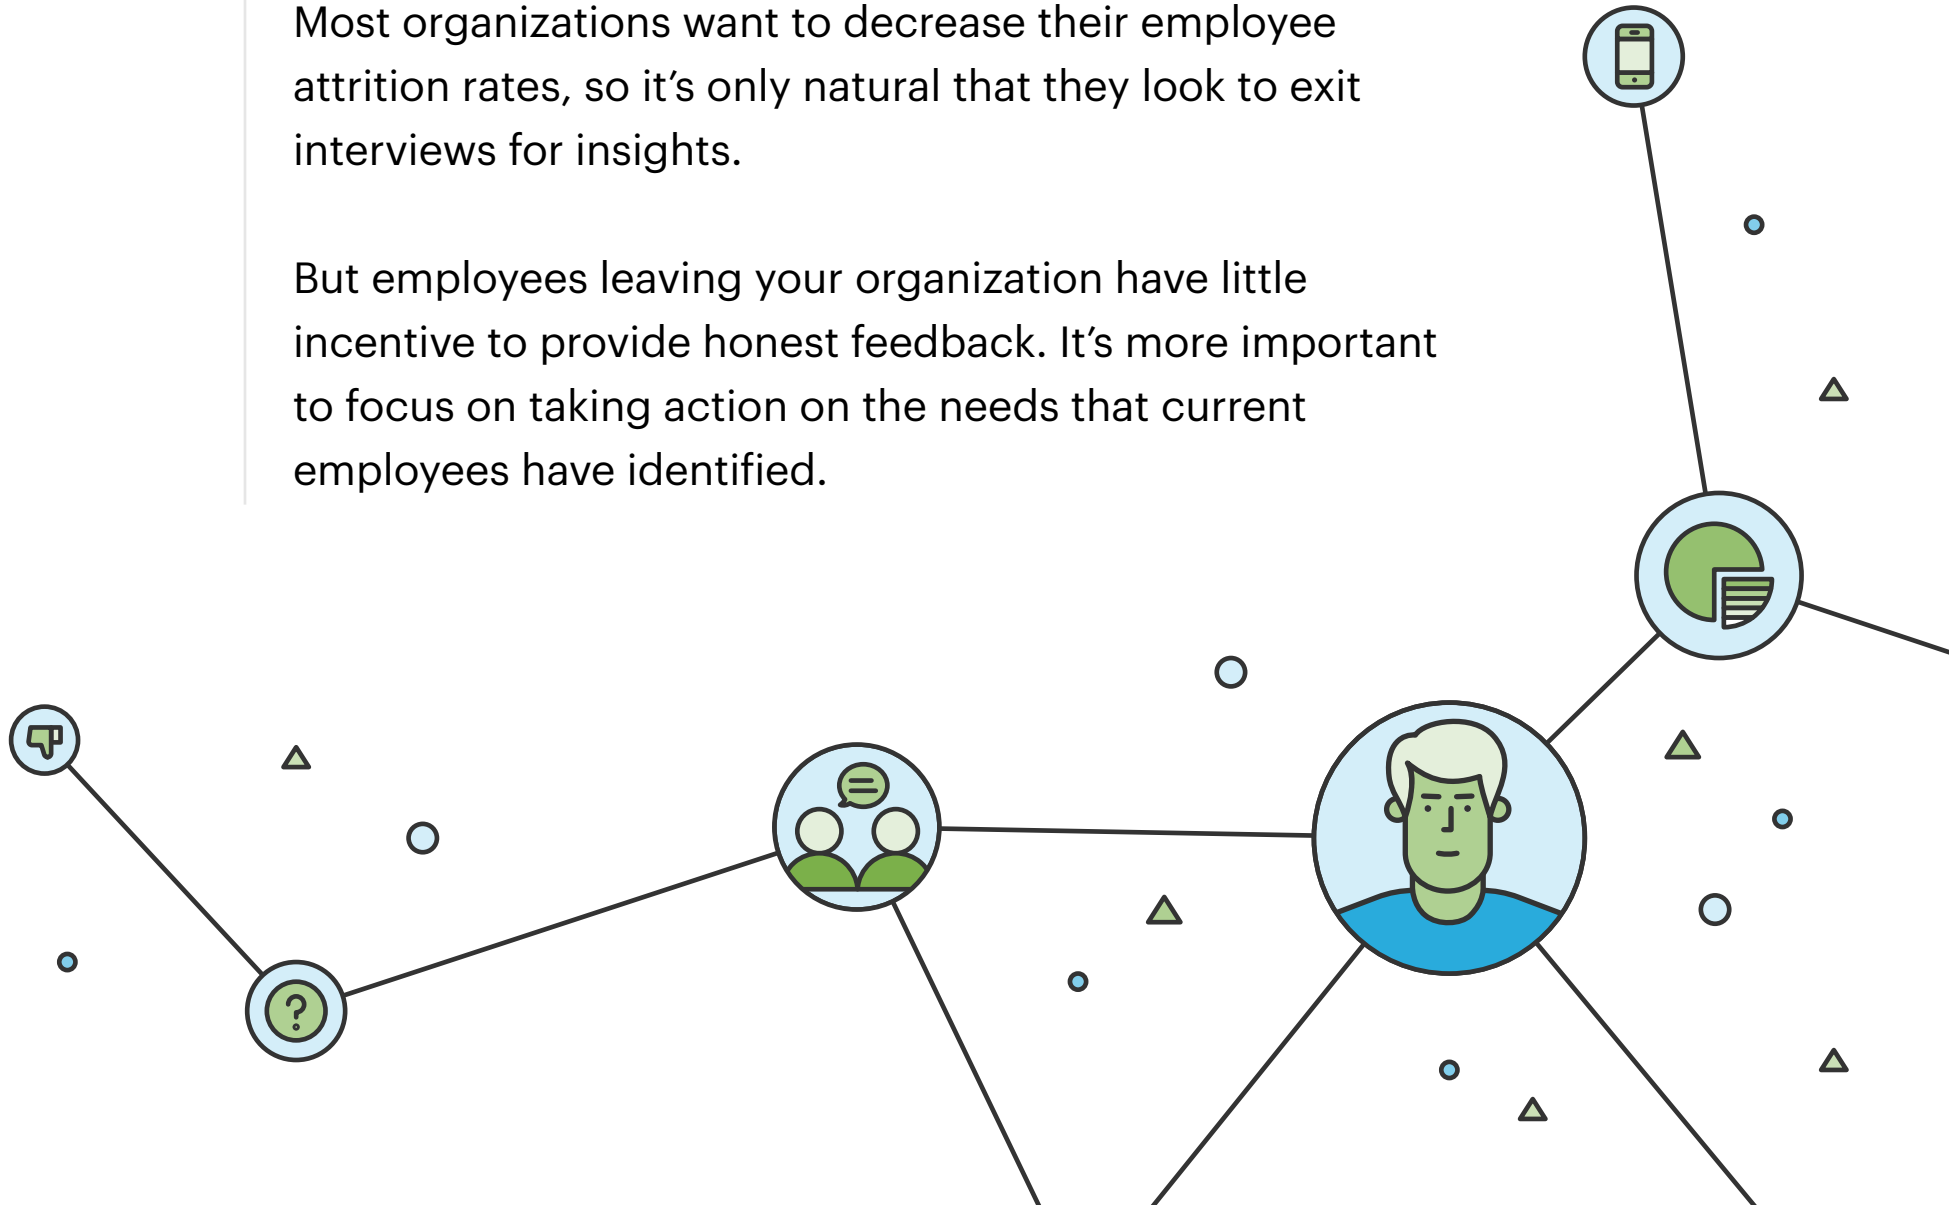 Most organizations want to decrease their employee
attrition rates, so it’s only natural that they look to exit
interviews for insights.
But employees leaving your organization have little
incentive to provide honest feedback. It’s more important
to focus on taking action on the needs that current
employees have identified.
?